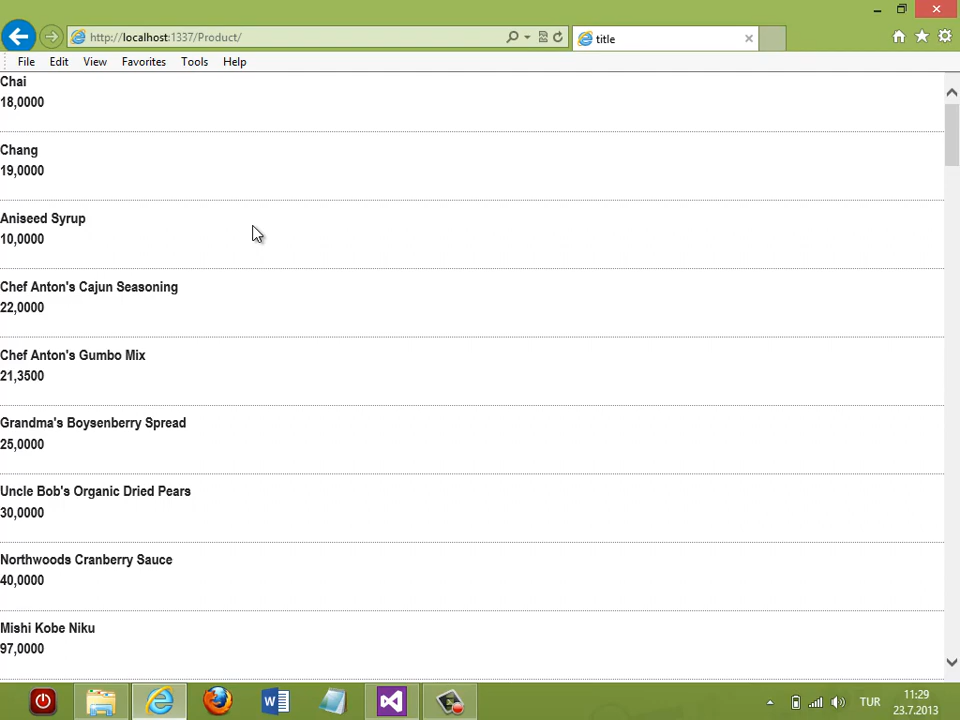 http://localhost:1337/Product/
title
File Edit View Favorites Tools Help
Chai
18,0000
Chang
19,0000
Aniseed Syrup
10,0000
Chef Anton's Cajun Seasoning
22,0000
Chef Anton's Gumbo Mix
21,3500
Grandma's Boysenberry Spread
25,0000
Uncle Bob's Organic Dried Pears
30,0000
Northwoods Cranberry Sauce
40,0000
Mishi Kobe Niku
97,0000
TUR
11:29
23.7.2013